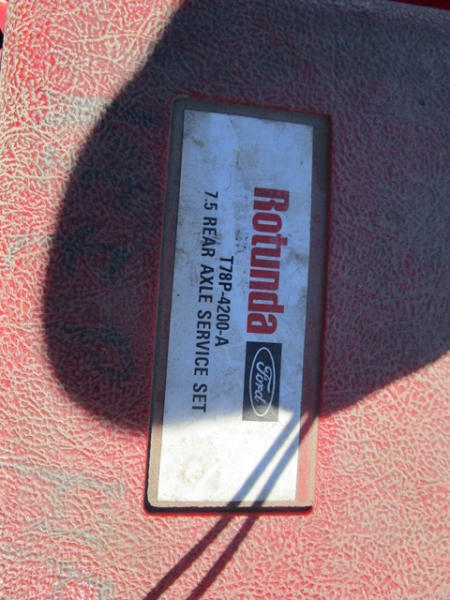 Rotunda Ford
T78P-4200-A
7.5 REAR AXLE SERVICE SET